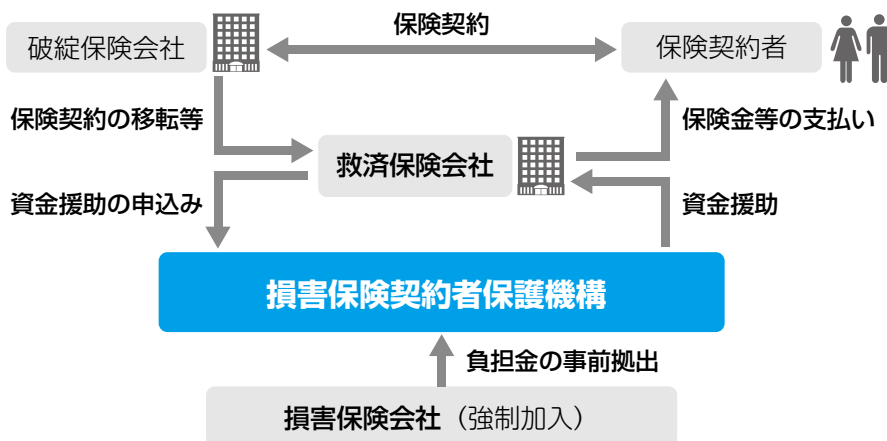 保険契約
破綻保険会社
保険契約者
保険契約の移転等
保険金等の支払い
救済保険会社
資金援助の申込み
資金援助
損害保険契約者保護機構
負担金の事前拠出
損害保険会社（強制加入）